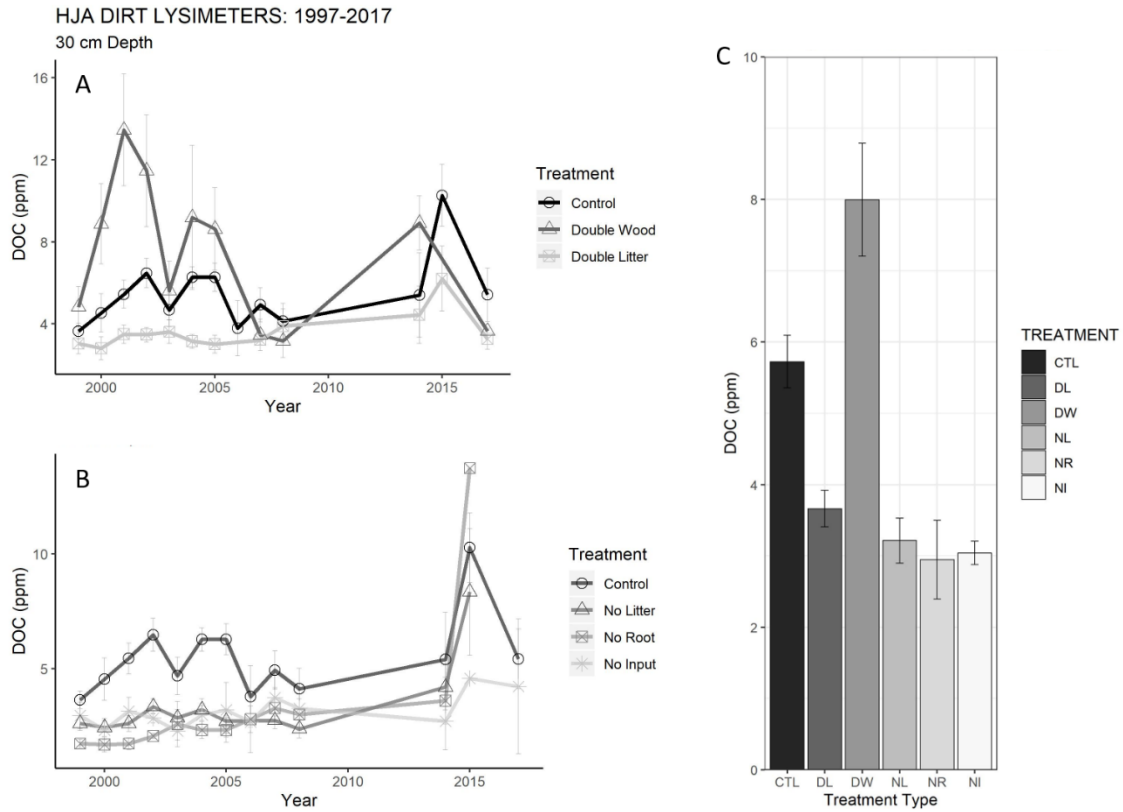 HJA DIRT LYSIMETERS: 1997-2017
30 cm Depth
A
16
12
8
4
DOC (ppm)
2000
2005
2010
2015
Year
Treatment
Control
Double Wood
Double Litter
B
10
5
DOC (ppm)
2000
2005
2010
2015
Year
Treatment
Control
No Litter
No Root
No Input
C
10
8
6
4
2
0
DOC (ppm)
CTL DL DW NL NR NI
Treatment Type
TREATMENT
CTL
DL
DW
NL
NR
NI